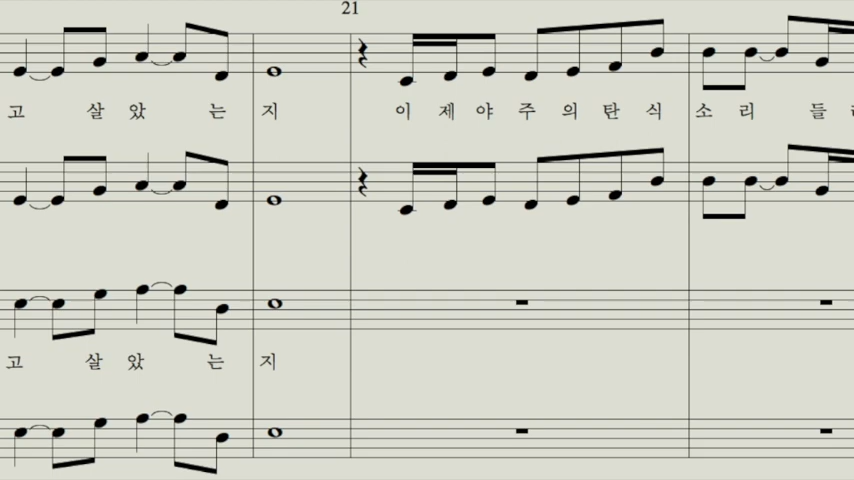 21
고 살 았 는 지 이 제 야 주 의 탄 식 소 리 들
고 살 았 는 지